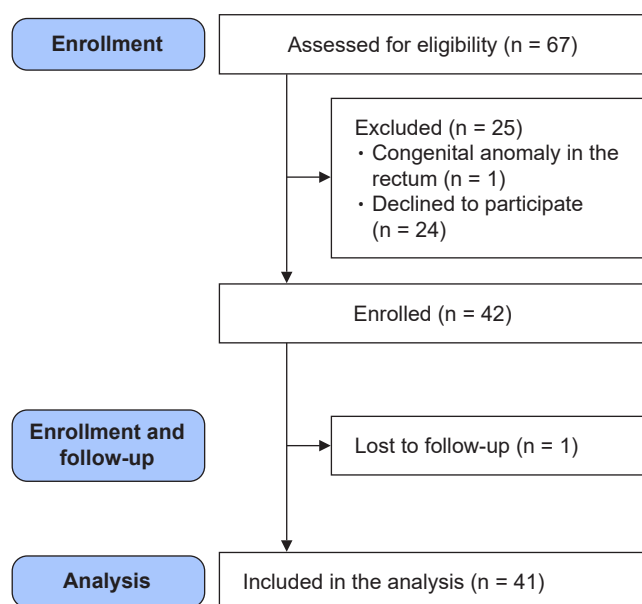 Enrollment
Assessed for eligibility (n = 67)
Excluded (n = 25)
・Congenital anomaly in the
rectum (n = 1)
・Declined to participate
(n = 24)
Enrolled (n = 42)
Enrollment and
follow-up
Lost to follow-up (n = 1)
Analysis
Included in the analysis (n = 41)